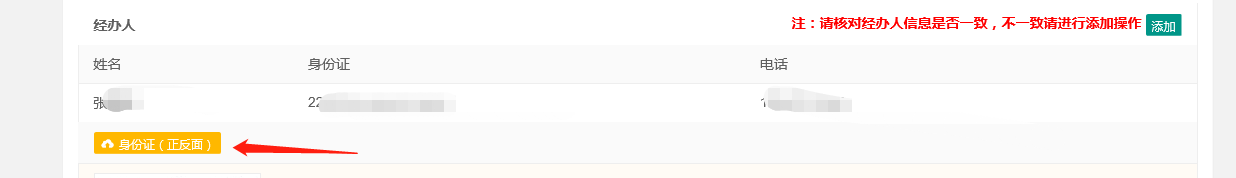 经办人
注：请核对经办人信息是否一致，不一致请进行添加操作 添加
姓名 身份证 电话
张 22 1
身份证（正反面）